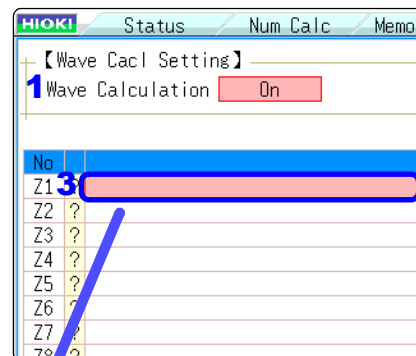 HIOKI Status Num Calc Memo
【Wave Cacl Setting】
1 Wave Calculation On
No
Z1 3
Z2 ?
Z3 ?
Z4 ?
Z5 ?
Z6 ?
Z7 ?
Z8 ?